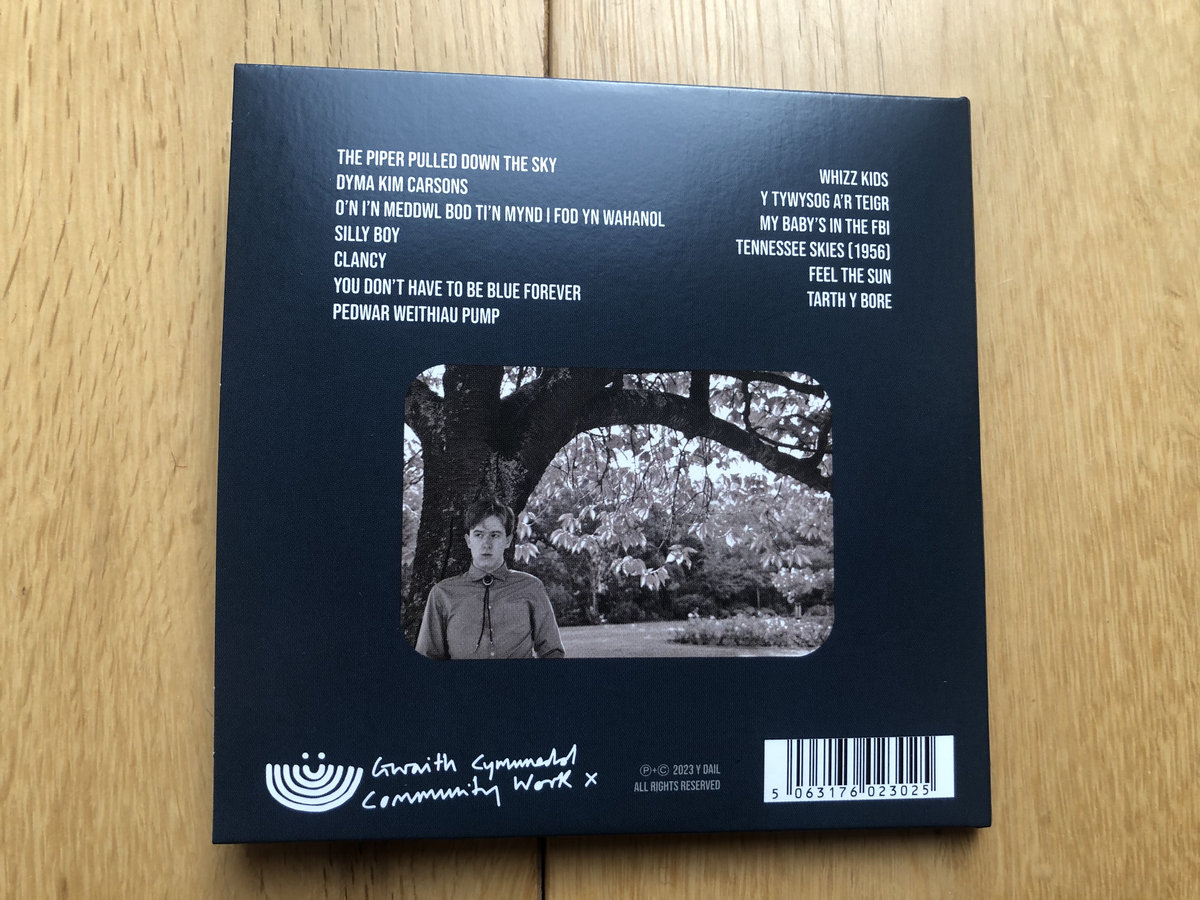 THE PIPER PULLED DOWN THE SKY
DYMA KIM CARSONS
O'N I'N MEDDWL BOD TI'N MYND I FOD YN WAHANOL
SILLY BOY
CLANCY
YOU DON'T HAVE TO BE BLUE FOREVER
PEDWAR WEITHIAU PUMP
WHIZZ KIDS
Y TYWYSOG A'R TEIGR
MY BABY'S IN THE FBI
TENNESSEE SKIES (1956)
FEEL THE SUN
TARTH Y BORE
Gwaith Cymunedol
Community Work x
℗+© 2023 Y DAIL
ALL RIGHTS RESERVED
5 063176 023025